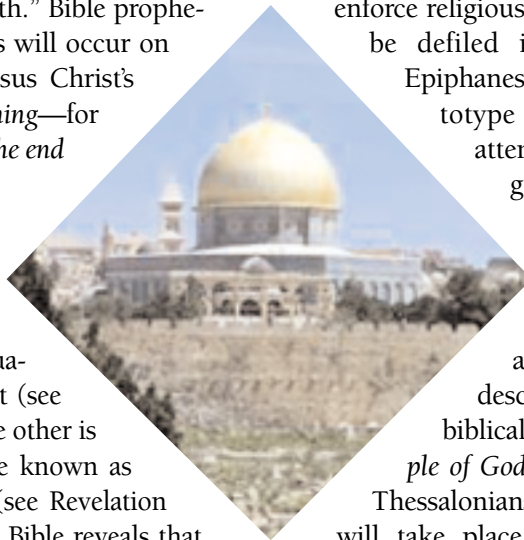 th.” Bible prophe-
s will occur on
sus Christ’s
ning—for
he end
ua-
t (see
e other is
e known as
(see Revelation
Bible reveals that
enforce religious
be defiled i
Epiphanes
totype
atten
g
a
desc
biblical
ple of God
Thessalonian
will take place